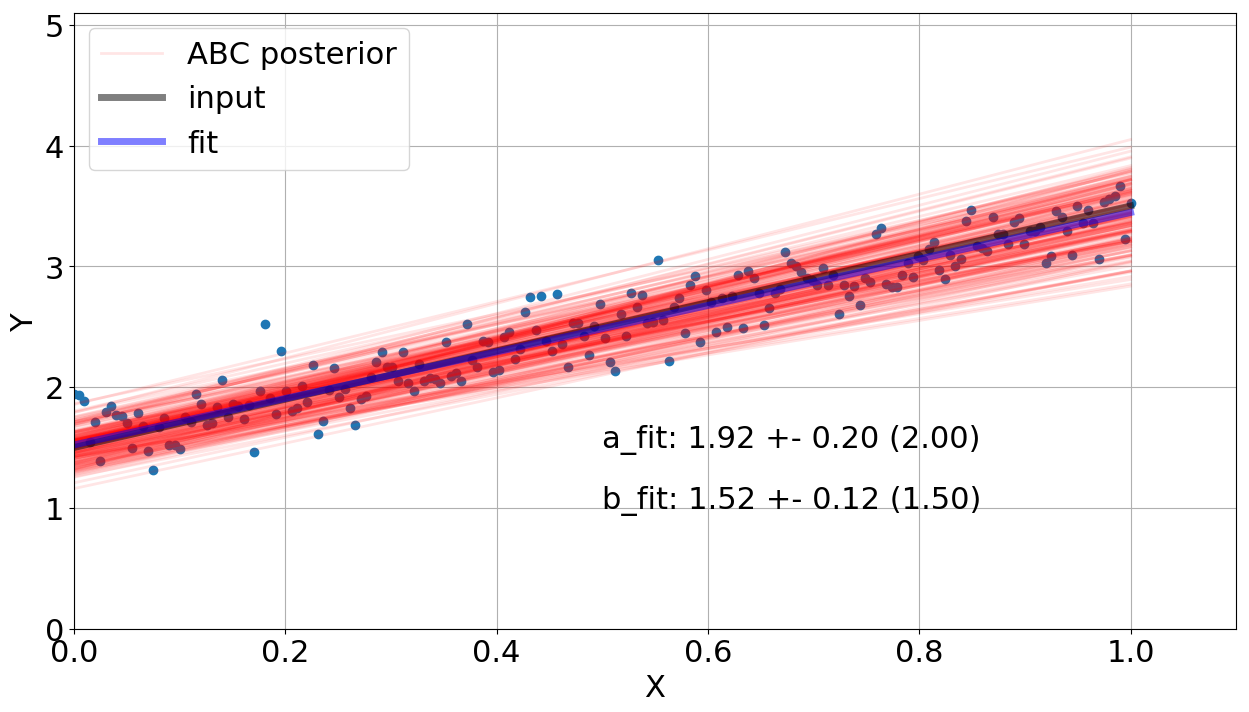 ABC posterior
input
fit
5
4
3
2
1
0
Y
a_fit: 1.92 +- 0.20 (2.00)
b_fit: 1.52 +- 0.12 (1.50)
0.0 0.2 0.4 0.6 0.8 1.0
X